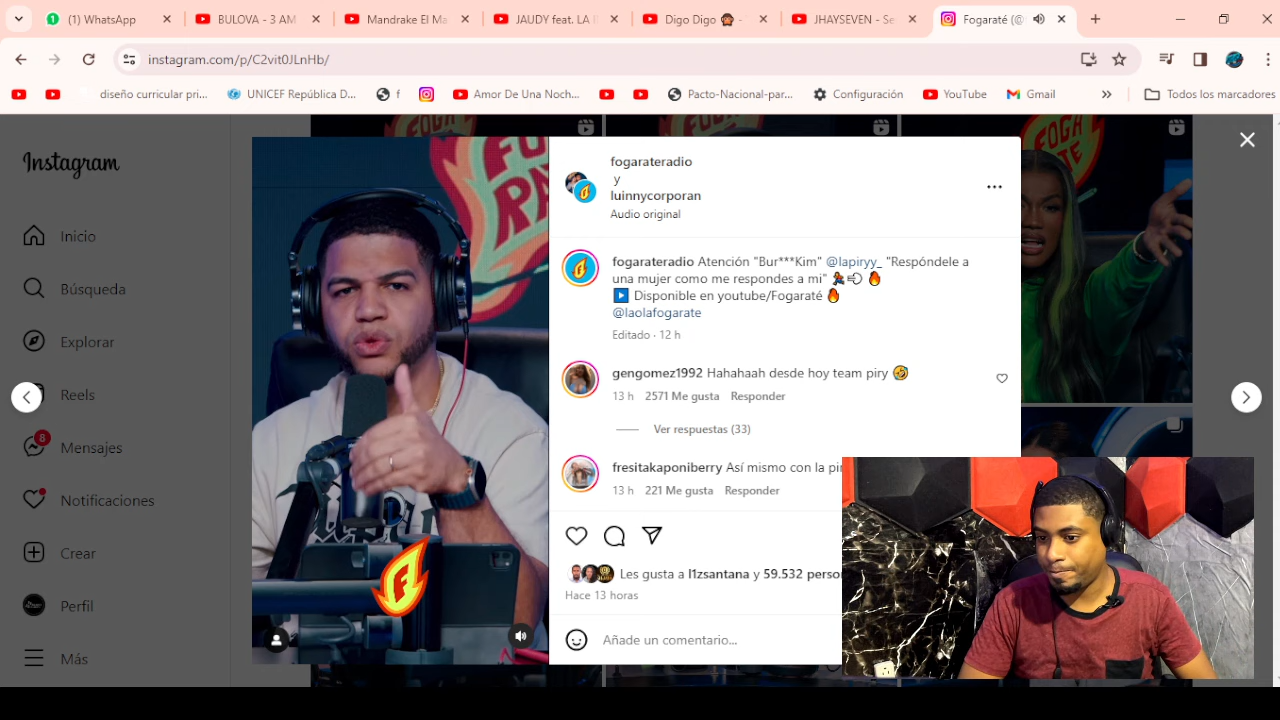 (1) WhatsApp
BULOVA - 3 AM
Mandrake El Ma
JAUDY feat. LA
Digo Digo 🙊 -
JHAYSEVEN - Se
Fogaraté (@
instagram.com/p/C2vit0JLnHb/
diseño curricular pri...
UNICEF República D...
f
Amor De Una Noch...
Pacto-Nacional-par...
Configuración
YouTube
Gmail
»
Todos los marcadores
Instagram
Inicio
Búsqueda
Explorar
Reels
8
Mensajes
Notificaciones
Crear
Perfil
Más
FOGA
RATE
fogarateradio
y
luinnycorporan
Audio original
fogarateradio Atención "Bur***Kim" @lapiryy_ "Respóndele a
una mujer como me respondes a mi" 🔥
▶️ Disponible en youtube/Fogaraté 🔥
@laolafogarate
Editado · 12 h
gengomez1992 Hahahaah desde hoy team piry 🤣
13 h 2571 Me gusta Responder
Ver respuestas (33)
fresitakaponiberry Así mismo con la pir
13 h 221 Me gusta Responder
Les gusta a l1zsantana y 59.532 person
Hace 13 horas
Añade un comentario...
F